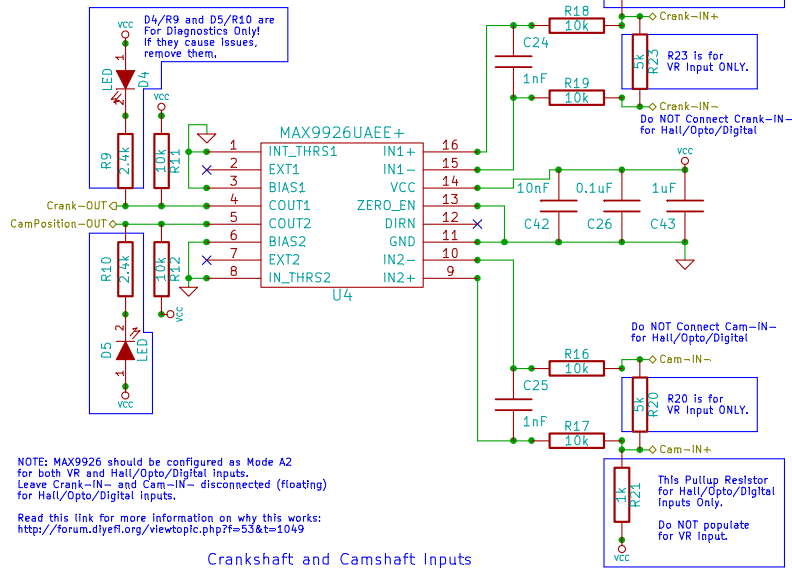 D4/R9 and D5/R10 are
For Diagnostics Only!
If they cause issues,
remove them.
VCC
1
LED
D4
2
VCC
R9
2.4k
10k
R11
Crank-OUT
CamPosition-OUT
R10
2.4k
10k
R12
VCC
2
D5
LED
1
VCC
MAX9926UAEE+
1 INT_THRS1
2 EXT1
3 BIAS1
4 COUT1
5 COUT2
6 BIAS2
7 EXT2
8 IN_THRS2
IN1+ 16
IN1- 15
VCC 14
ZERO_EN 13
DIRN 12
GND 11
IN2- 10
IN2+ 9
U4
R18
10k
C24
1nF
R19
10k
Crank-IN+
5k
R23
R23 is for
VR Input ONLY.
Crank-IN-
Do NOT Connect Crank-IN-
for Hall/Opto/Digital
VCC
10nF
C42
0.1uF
C26
1uF
C43
Do NOT Connect Cam-IN-
for Hall/Opto/Digital
R16
10k
Cam-IN-
C25
1nF
5k
R20
R20 is for
VR Input ONLY.
R17
10k
Cam-IN+
1k
R21
VCC
This Pullup Resistor
for Hall/Opto/Digital
inputs Only.
Do NOT populate
for VR input.
NOTE: MAX9926 should be configured as Mode A2
for both VR and Hall/Opto/Digital inputs.
Leave Crank-IN- and Cam-IN- disconnected (floating)
for Hall/Opto/Digital inputs.
Read this link for more information on why this works:
http://forum.diyefi.org/viewtopic.php?f=53&t=1049
Crankshaft and Camshaft Inputs